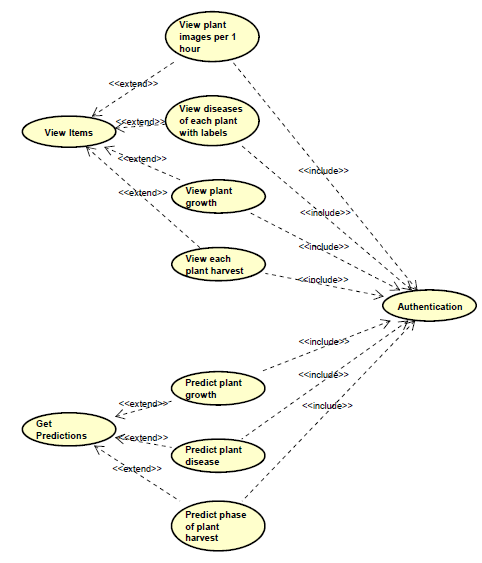 View plant
images per 1
hour
<<extend>>
View diseases
of each plant
with labels
<<extend>>
View Items
<<extend>>
<<include>>
View plant
growth
<<extend>>
<<include>>
<<include>>
View each
plant harvest
<<include>>
Authentication
<<include>>
Predict plant
growth
<<include>>
<<extend>>
<<include>>
Get
Predictions
<<extend>>
Predict plant
disease
<<extend>>
Predict phase
of plant
harvest